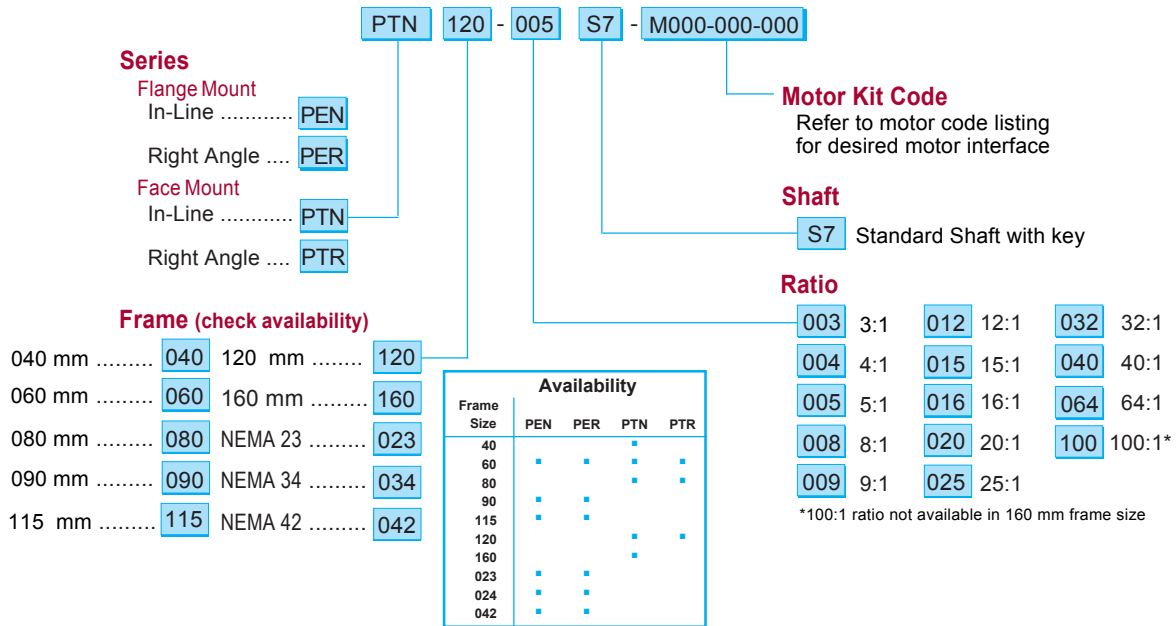 PTN 120 - 005 S7 - M000-000-000
Series
Flange Mount
In-Line ............ PEN
Right Angle .... PER
Face Mount
In-Line ............ PTN
Right Angle .... PTR
Motor Kit Code
Refer to motor code listing
for desired motor interface
Shaft
S7 Standard Shaft with key
Frame (check availability)
040 mm ......... 040 120 mm ........ 120
060 mm ......... 060 160 mm ......... 160
080 mm ......... 080 NEMA 23 ......... 023
090 mm ......... 090 NEMA 34 ......... 034
115 mm ......... 115 NEMA 42 ......... 042
Availability
Frame
Size PEN PER PTN PTR
40 ▪
60 ▪ ▪ ▪ ▪
80 ▪ ▪
90 ▪ ▪
115 ▪ ▪
120 ▪ ▪
160 ▪
023 ▪ ▪
024 ▪ ▪
042 ▪ ▪
Ratio
003 3:1 012 12:1 032 32:1
004 4:1 015 15:1 040 40:1
005 5:1 016 16:1 064 64:1
008 8:1 020 20:1 100 100:1*
009 9:1 025 25:1
*100:1 ratio not available in 160 mm frame size